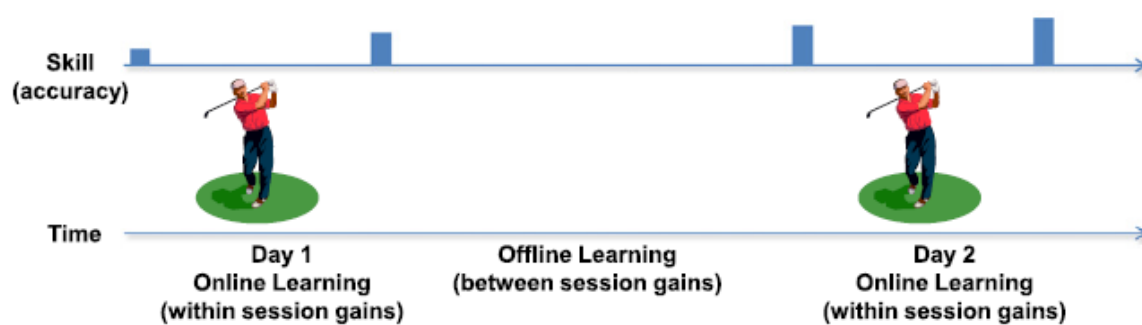 Skill
(accuracy)
Time
Day 1
Online Learning
(within session gains)
Offline Learning
(between session gains)
Day 2
Online Learning
(within session gains)